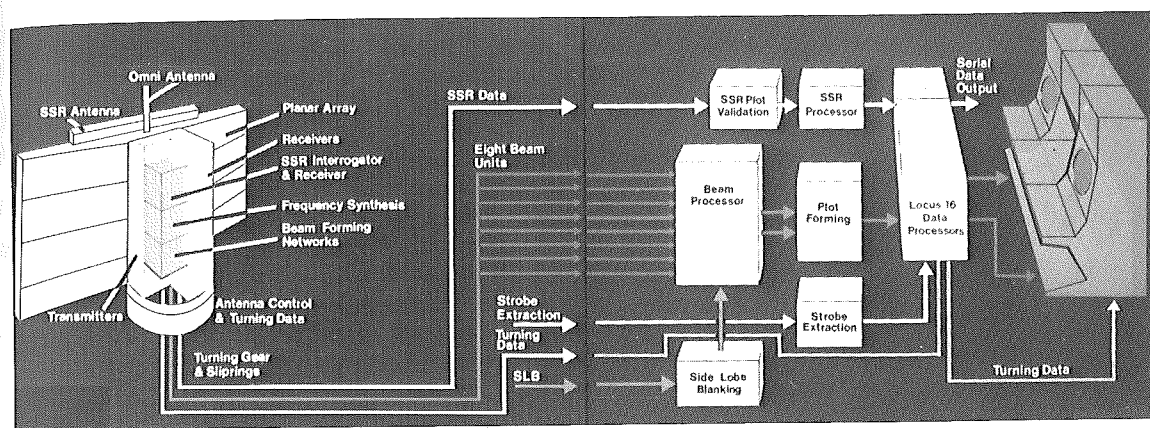 Omni Antenna
SSR Antenna
Planar Array
Receivers
SSR Interrogator
& Receiver
Frequency Synthesis
Beam Forming
Networks
Transmitters
Antenna Control
& Turning Data
Turning Gear
& Sliprings
SSR Data
Eight Beam
Units
Strobe
Extraction
Turning
Data
SLB
SSR Plot
Validation
SSR
Processor
Serial
Data
Output
Beam
Processor
Plot
Forming
Locus 16
Data
Processors
Strobe
Extraction
Side Lobe
Blanking
Turning Data